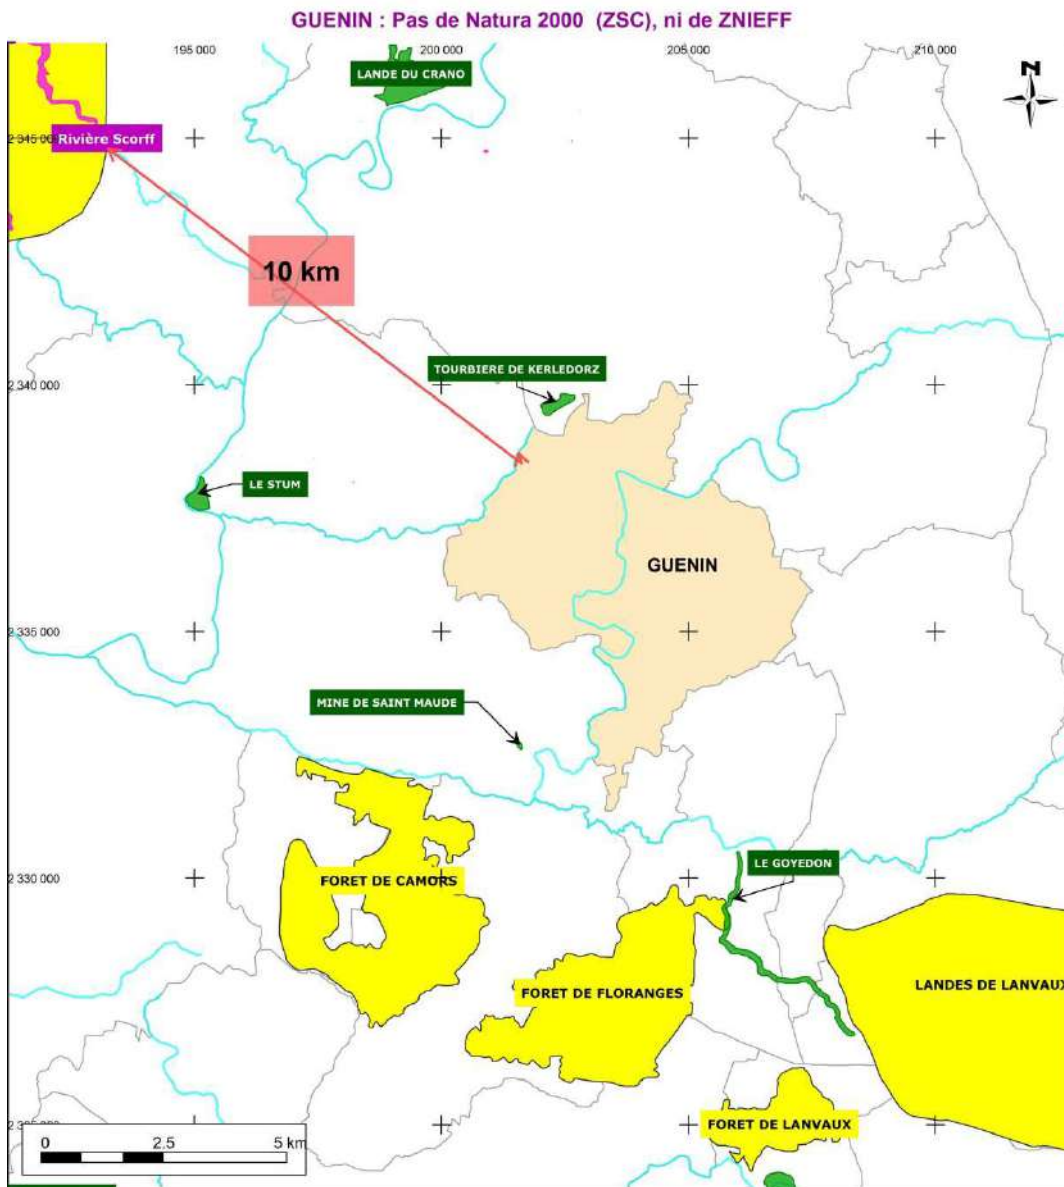 GUENIN : Pas de Natura 2000 (ZSC), ni de ZNIEFF
195 000
200 000
205 000
210 000
LANDE DU CRANO
N
2 345 000
Rivière Scorff
10 km
TOURBIERE DE KERLEDORZ
2 340 000
LE STUM
GUENIN
2 335 000
MINE DE SAINT MAUDE
LE GOYEDON
2 330 000
FORET DE CAMORS
LANDES DE LANVAUX
FORET DE FLORANGES
FORET DE LANVAUX
0 2.5 5 km